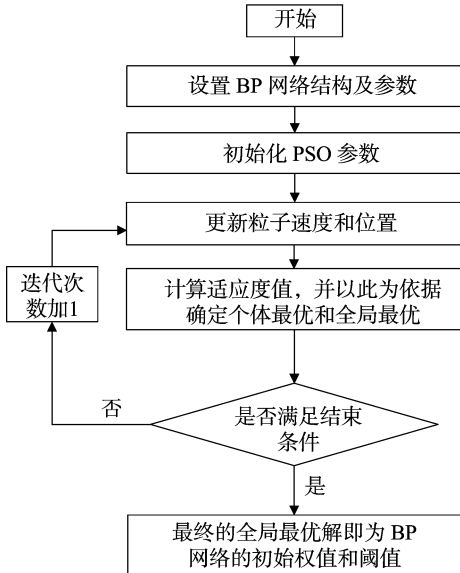 开始
设置 BP 网络结构及参数
初始化 PSO 参数
更新粒子速度和位置
迭代次
数加1
计算适应度值，并以此为依据
确定个体最优和全局最优
否
是否满足结束
条件
是
最终的全局最优解即为 BP
网络的初始权值和阈值